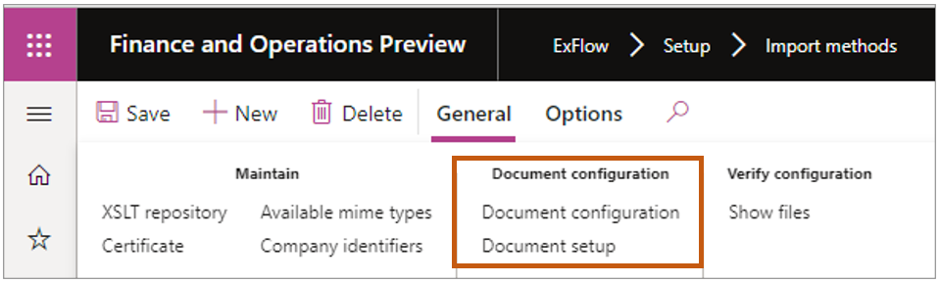 Finance and Operations Preview ExFlow Setup Import methods
Save New Delete General Options
Maintain Document configuration Verify configuration
XSLT repository Available mime types Document configuration Show files
Certificate Company identifiers Document setup